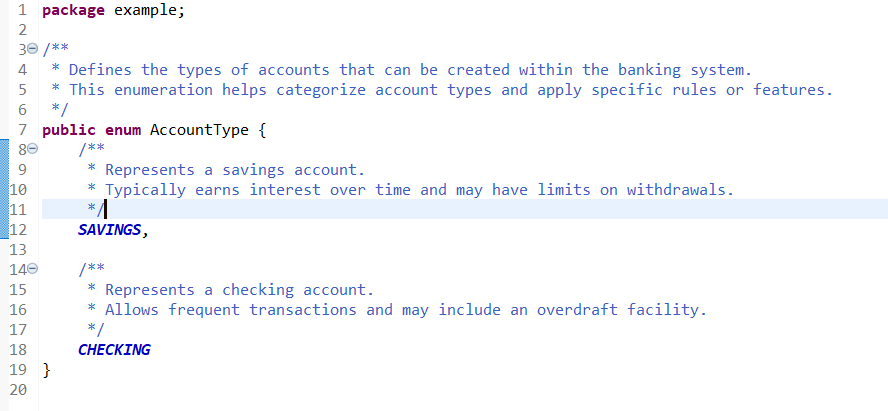 1 package example;
2
3 /**
4  * Defines the types of accounts that can be created within the banking system.
5  * This enumeration helps categorize account types and apply specific rules or features.
6  */
7 public enum AccountType {
8     /**
9      * Represents a savings account.
10      * Typically earns interest over time and may have limits on withdrawals.
11      */
12     SAVINGS,
13
14     /**
15      * Represents a checking account.
16      * Allows frequent transactions and may include an overdraft facility.
17      */
18     CHECKING
19 }
20